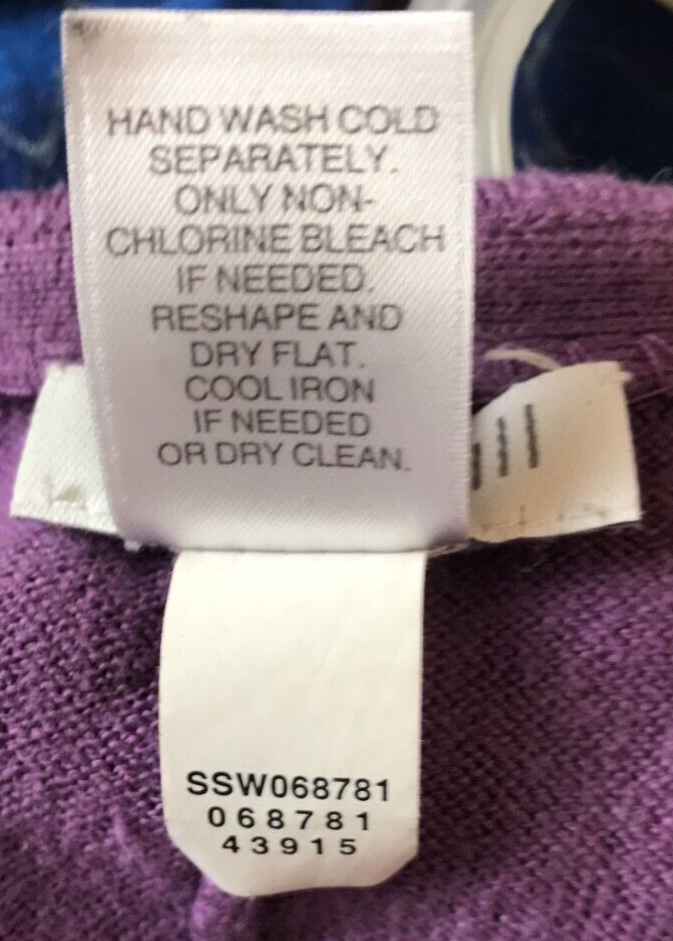 HAND WASH COLD
SEPARATELY.
ONLY NON-
CHLORINE BLEACH
IF NEEDED.
RESHAPE AND
DRY FLAT.
COOL IRON
IF NEEDED
OR DRY CLEAN.
SSW068781
068781
43915